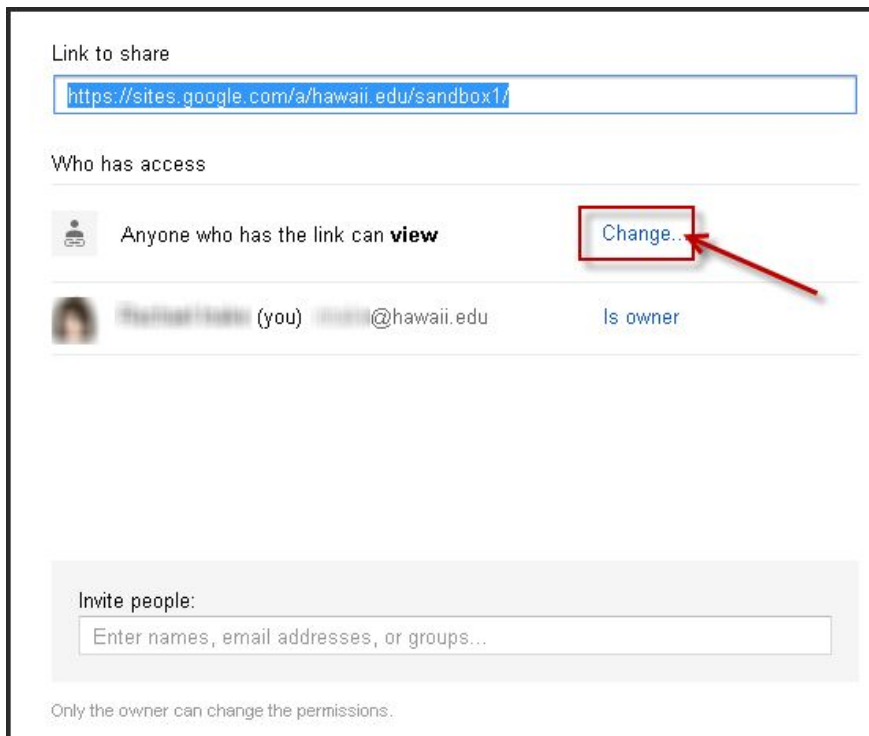 Link to share
https://sites.google.com/a/hawaii.edu/sandbox1/
Who has access
Anyone who has the link can view Change...
(you) @hawaii.edu Is owner
Invite people:
Enter names, email addresses, or groups...
Only the owner can change the permissions.